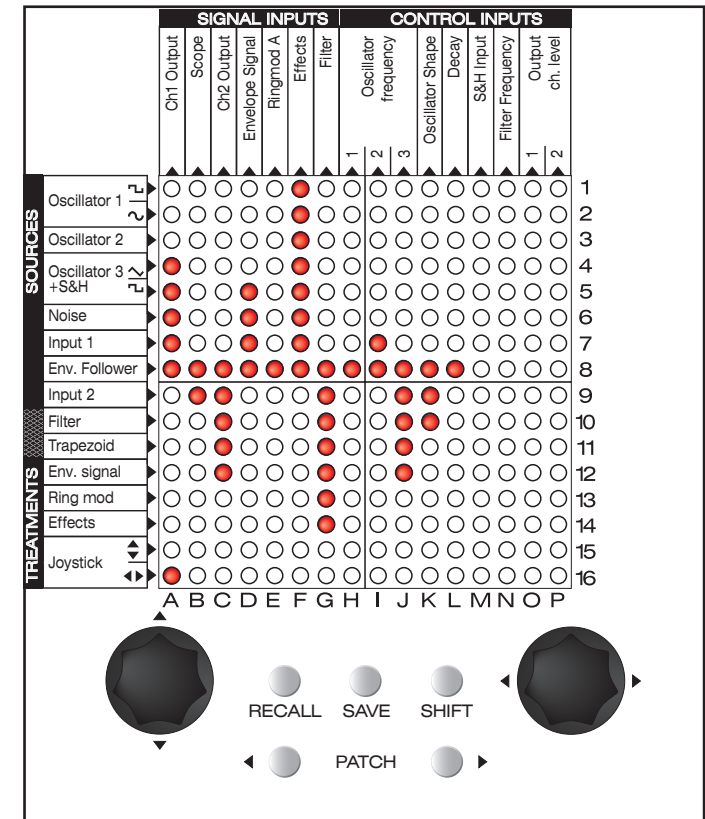 SIGNAL INPUTS CONTROL INPUTS
Ch1 Output
Scope
Ch2 Output
Envelope Signal
Ringmod A
Effects
Filter
Oscillator
frequency
1
2
3
Oscillator Shape
Decay
S&H Input
Filter Frequency
Output
ch. level
1
2
SOURCES
TREATMENTS
Oscillator 1
Oscillator 2
Oscillator 3
+S&H
Noise
Input 1
Env. Follower
Input 2
Filter
Trapezoid
Env. signal
Ring mod
Effects
Joystick
1
2
3
4
5
6
7
8
9
10
11
12
13
14
15
16
A B C D E F G H I J K L M N O P
RECALL SAVE SHIFT
PATCH